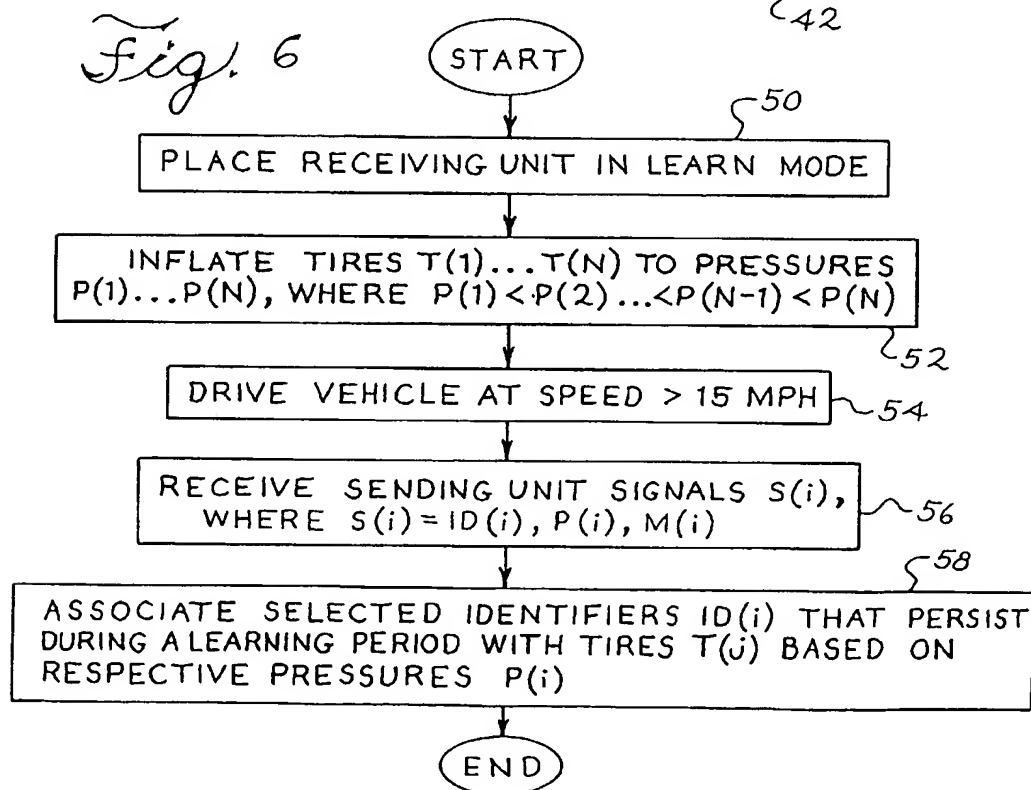 42
Fig. 6
START
50
PLACE RECEIVING UNIT IN LEARN MODE
INFLATE TIRES T(1)...T(N) TO PRESSURES
P(1)...P(N), WHERE P(1)<P(2)...<P(N-1)<P(N)
52
DRIVE VEHICLE AT SPEED > 15 MPH
54
RECEIVE SENDING UNIT SIGNALS S(i),
WHERE S(i)=ID(i), P(i), M(i)
56
58
ASSOCIATE SELECTED IDENTIFIERS ID(i) THAT PERSIST
DURING A LEARNING PERIOD WITH TIRES T(j) BASED ON
RESPECTIVE PRESSURES P(i)
END